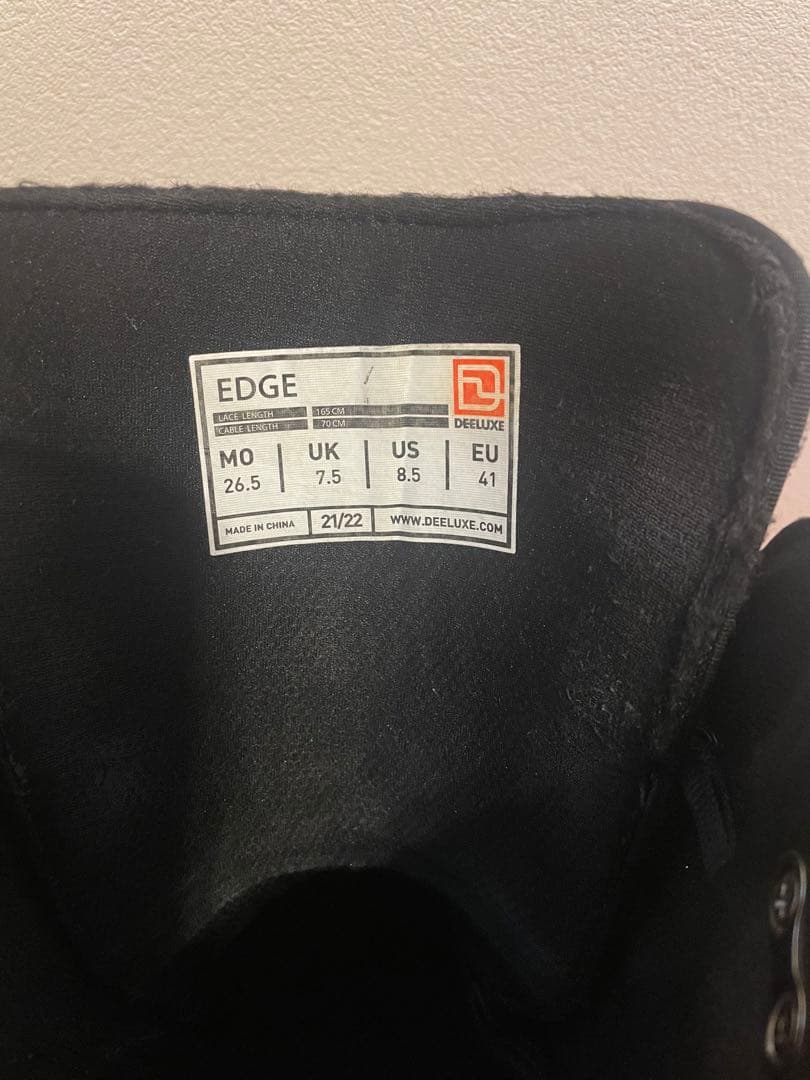 EDGE
LACE LENGTH 165 CM
CABLE LENGTH 70 CM
DEELUXE
MO UK US EU
26.5 7.5 8.5 41
MADE IN CHINA 21/22 WWW.DEELUXE.COM